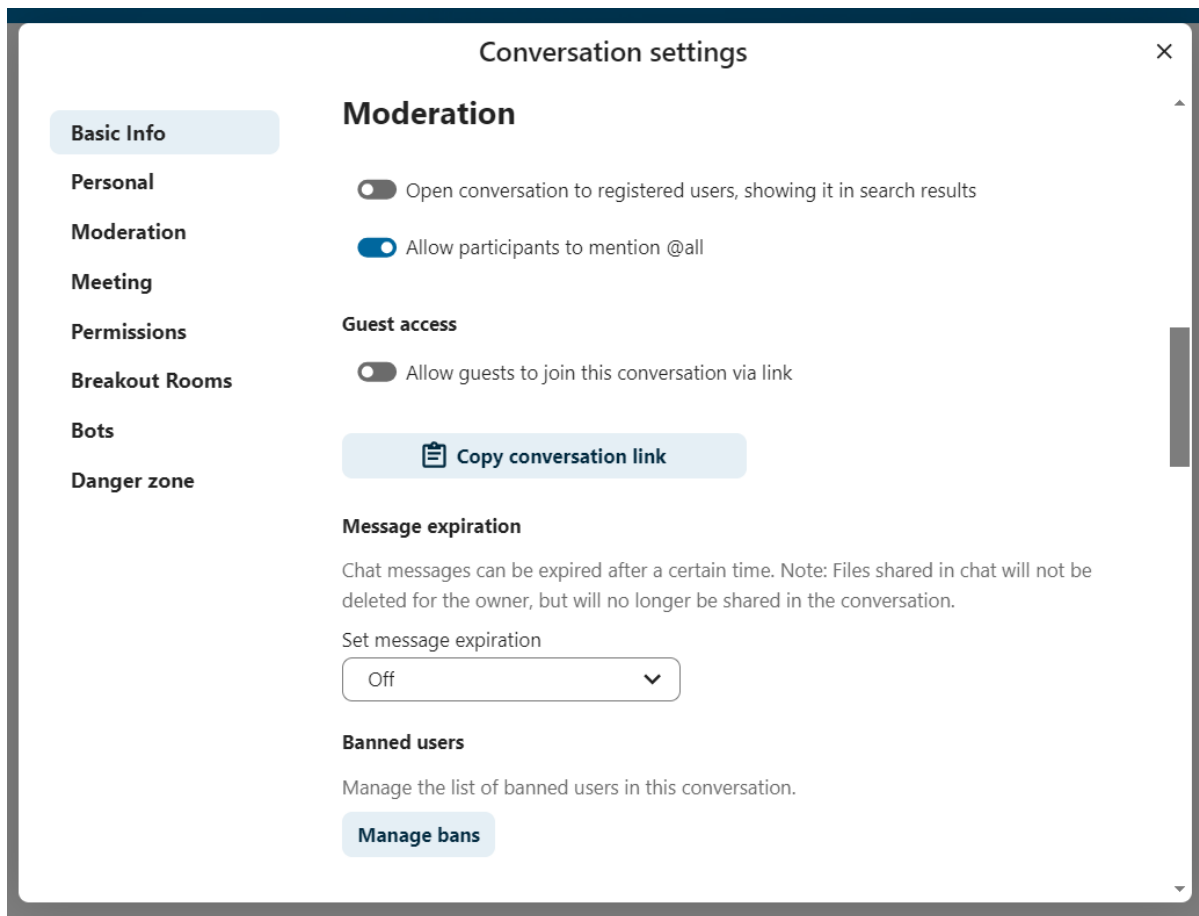 Conversation settings
Basic Info
Personal
Moderation
Meeting
Permissions
Breakout Rooms
Bots
Danger zone
Moderation
Open conversation to registered users, showing it in search results
Allow participants to mention @all
Guest access
Allow guests to join this conversation via link
Copy conversation link
Message expiration
Chat messages can be expired after a certain time. Note: Files shared in chat will not be
deleted for the owner, but will no longer be shared in the conversation.
Set message expiration
Off
Banned users
Manage the list of banned users in this conversation.
Manage bans